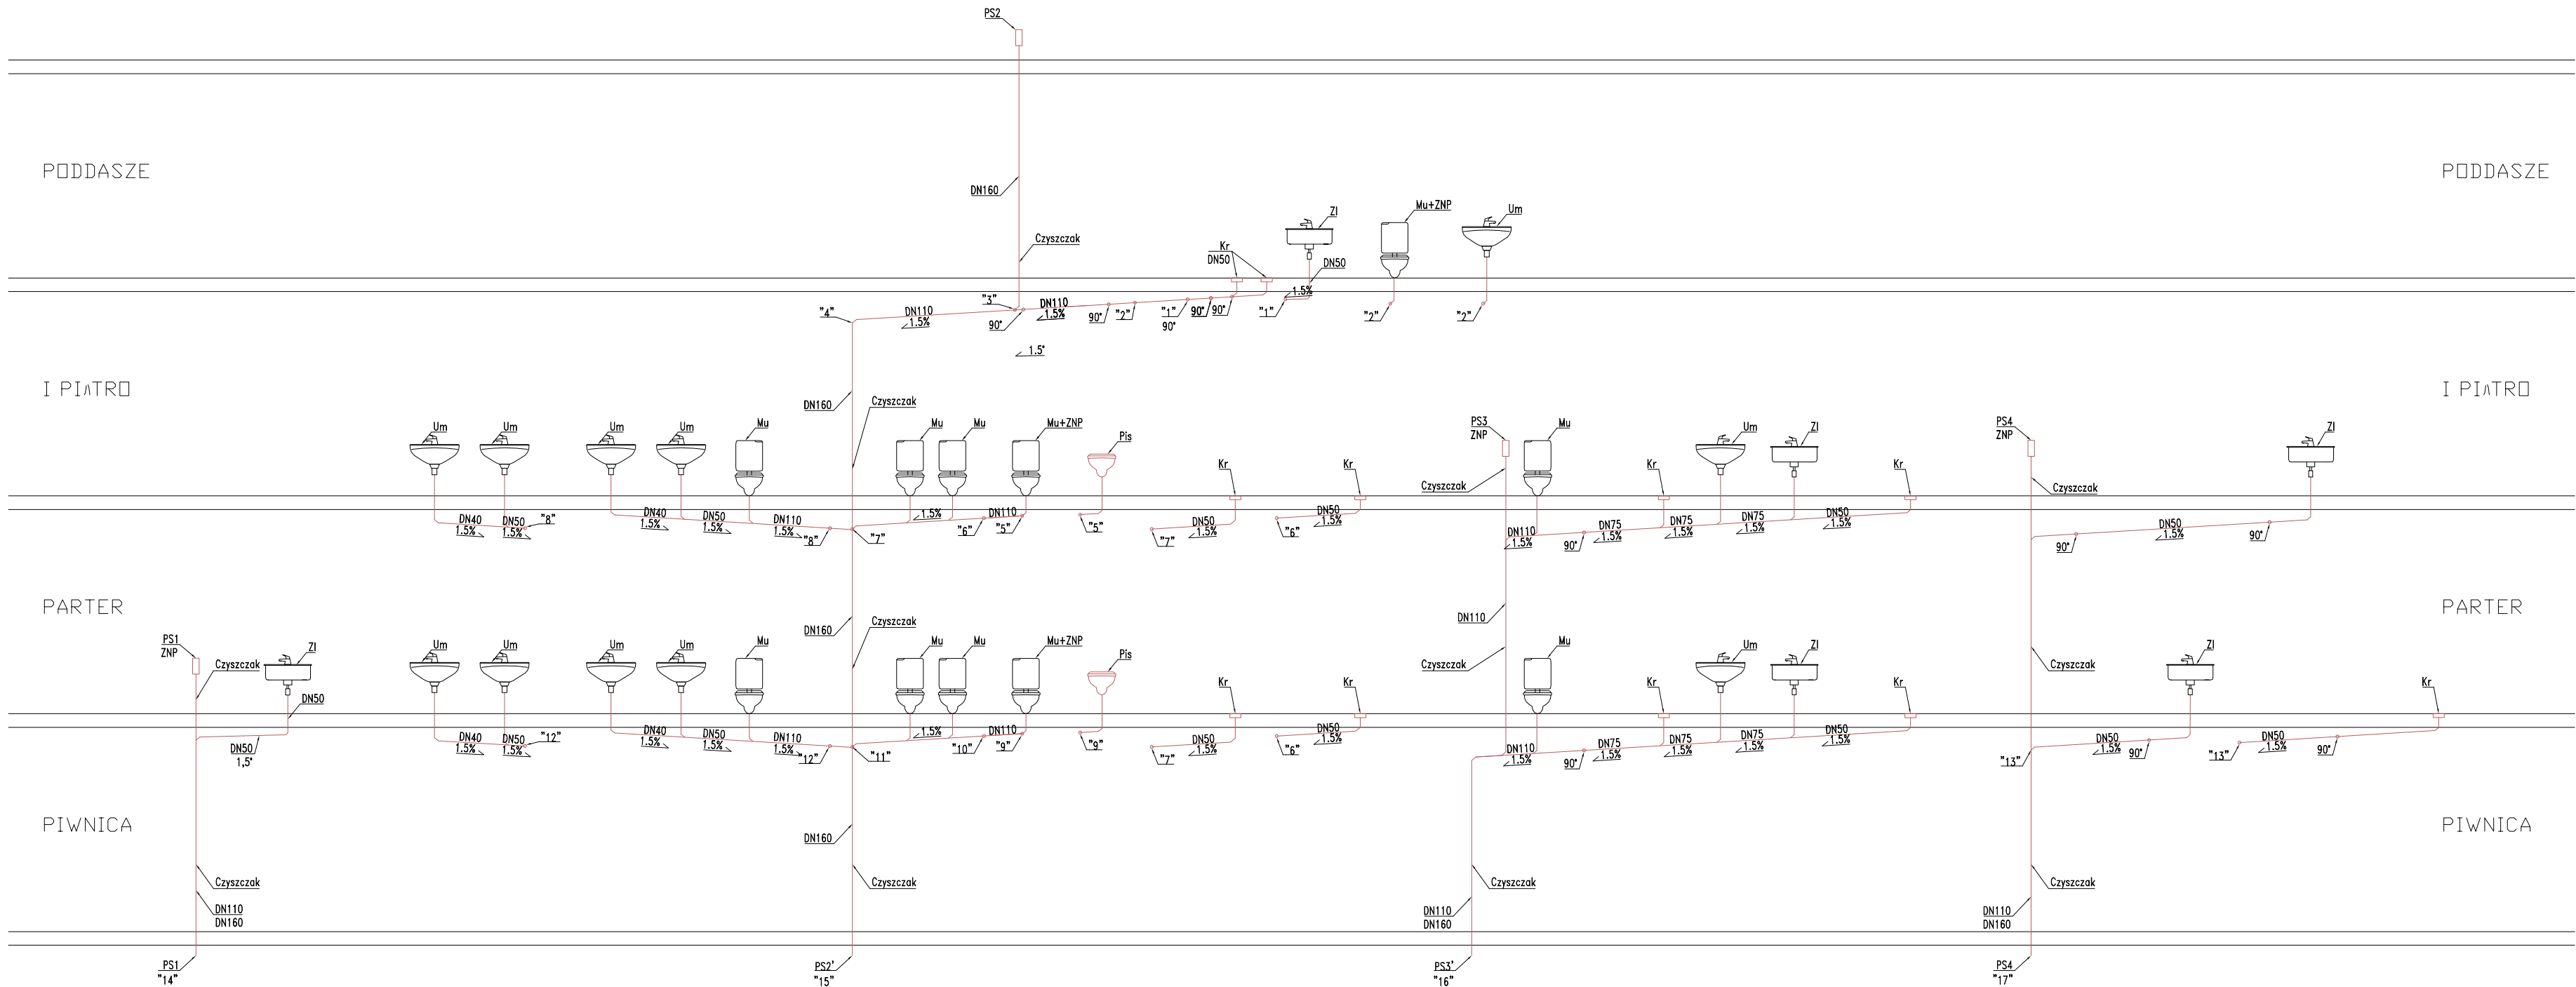 PS2
PODDASZE
PODDASZE
DN160
Mu+ZNP
Um
Zl
Czyszczak
Kr
DN50
DN50
1.5%
"3"
DN110
1.5%
"4"
DN110
1.5%
90°
90°
"2"
"1"
90°
90°
90°
"1"
"2"
"2"
1.5°
I PIATRO
I PIATRO
DN160
Czyszczak
Um
Um
Um
Um
Mu
Mu
Mu
Mu+ZNP
Pis
Kr
Kr
PS3
ZNP
Czyszczak
Mu
Kr
Um
Zl
Kr
PS4
ZNP
Czyszczak
Zl
DN40
1.5%
DN50
1.5%
"8"
DN40
1.5%
DN50
1.5%
DN110
1.5%
"8"
"7"
1.5%
"6"
DN110
"5"
"5"
"7"
DN50
1.5%
"6"
DN50
1.5%
DN110
1.5%
90°
DN75
1.5%
DN75
1.5%
DN75
1.5%
DN50
1.5%
90°
DN50
1.5%
90°
PARTER
PARTER
DN160
Czyszczak
DN110
Czyszczak
Czyszczak
PS1
ZNP
Czyszczak
Zl
DN50
Um
Um
Um
Um
Mu
Mu
Mu
Mu+ZNP
Pis
Kr
Kr
Mu
Kr
Um
Zl
Kr
Zl
Kr
DN50
1,5°
DN40
1.5%
DN50
1.5%
"12"
DN40
1.5%
DN50
1.5%
DN110
1.5%
"12"
"11"
1.5%
"10"
DN110
"9"
"9"
"7"
DN50
1.5%
"6"
DN50
1.5%
DN110
1.5%
90°
DN75
1.5%
DN75
1.5%
DN75
1.5%
DN50
1.5%
"13"
DN50
1.5%
90°
"13"
DN50
1.5%
90°
PIWNICA
PIWNICA
DN160
Czyszczak
DN110
DN160
Czyszczak
Czyszczak
DN110
DN160
Czyszczak
DN110
DN160
PS1
"14"
PS2'
"15"
PS3'
"16"
PS4
"17"